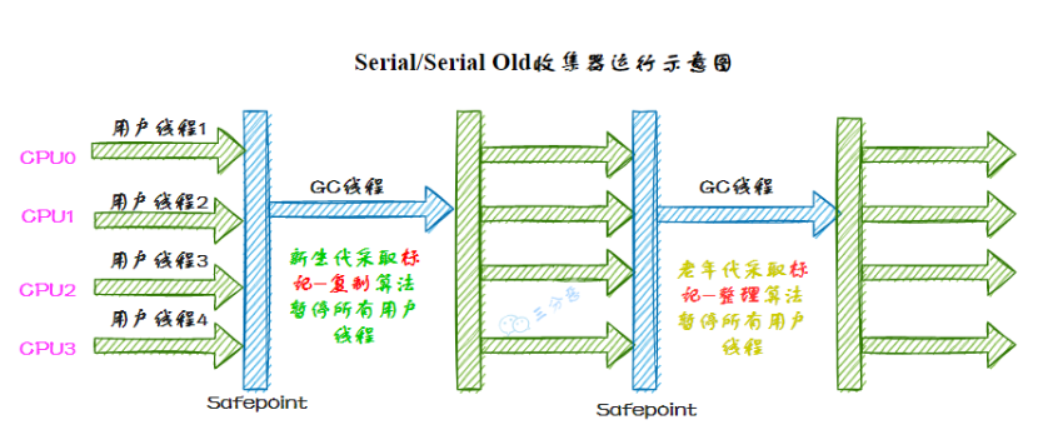 Serial/Serial Old收集器运行示意图
用户线程1
CPU0
GC线程
GC线程
用户线程2
CPU1
新生代采取标
记-复制算法
暂停所有用户
线程
老年代采取标
记-整理算法
暂停所有用户
线程
用户线程3
CPU2
三分恶
用户线程4
CPU3
Safepoint
Safepoint